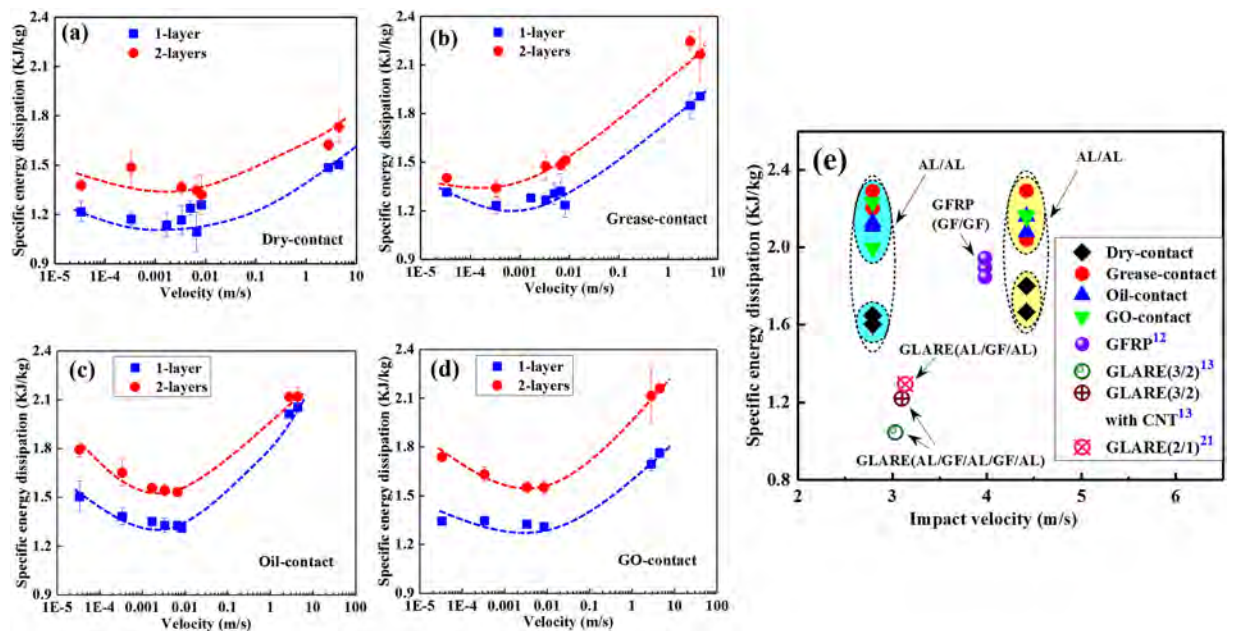 (a)
1-layer
2-layers
Specific energy dissipation (KJ/kg)
2.4
2.1
1.8
1.5
1.2
0.9
1E-5 1E-4 0.001 0.01 0.1 1 10
Velocity (m/s)
Dry-contact
(b)
1-layer
2-layers
Specific energy dissipation (KJ/kg)
2.4
2.1
1.8
1.5
1.2
0.9
1E-5 1E-4 0.001 0.01 0.1 1 10
Velocity (m/s)
Grease-contact
(c)
1-layer
2-layers
Specific energy dissipation (KJ/kg)
2.4
2.1
1.8
1.5
1.2
0.9
1E-5 1E-4 0.001 0.01 0.1 1 10 100
Velocity (m/s)
Oil-contact
(d)
1-layer
2-layers
Specific energy dissipation (KJ/kg)
2.4
2.1
1.8
1.5
1.2
0.9
1E-5 1E-4 0.001 0.01 0.1 1 10 100
Velocity (m/s)
GO-contact
(e)
Specific energy dissipation (KJ/kg)
2.4
2.0
1.6
1.2
0.8
2 3 4 5 6
Impact velocity (m/s)
AL/AL
AL/AL
GFRP
(GF/GF)
GLARE(AL/GF/AL)
GLARE(AL/GF/AL/GF/AL)
Dry-contact
Grease-contact
Oil-contact
GO-contact
GFRP12
GLARE(3/2)13
GLARE(3/2)
with CNT13
GLARE(2/1)21